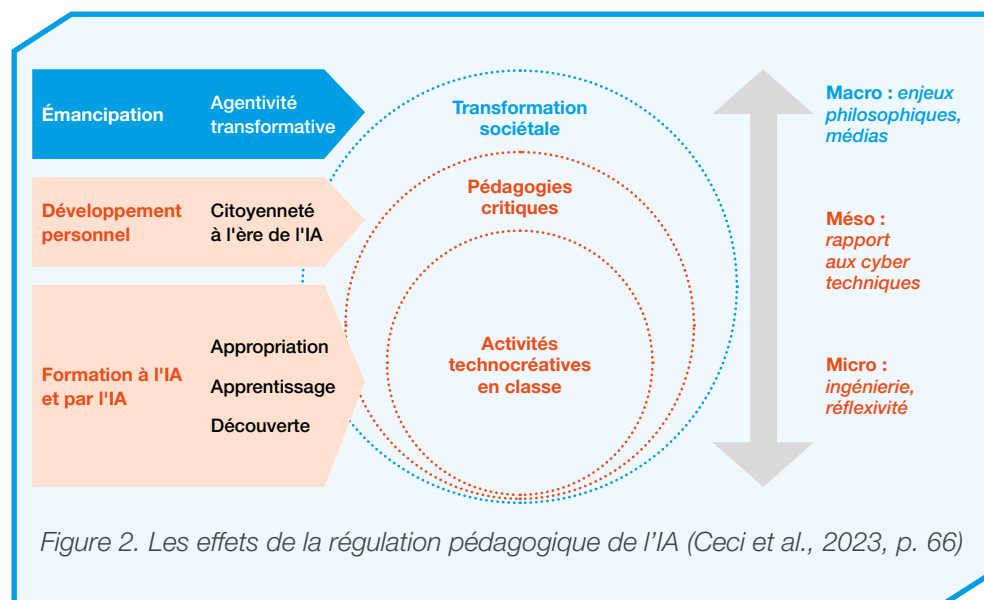 Émancipation
Agentivité
transformative
Transformation
sociétale
Macro : enjeux
philosophiques,
médias
Développement
personnel
Citoyenneté
à l'ère de l'IA
Pédagogies
critiques
Méso :
rapport
aux cyber
techniques
Formation à l'IA
et par l'IA
Appropriation
Apprentissage
Découverte
Activités
technocréatives
en classe
Micro :
ingénierie,
réflexivité
Figure 2. Les effets de la régulation pédagogique de l’IA (Ceci et al., 2023, p. 66)